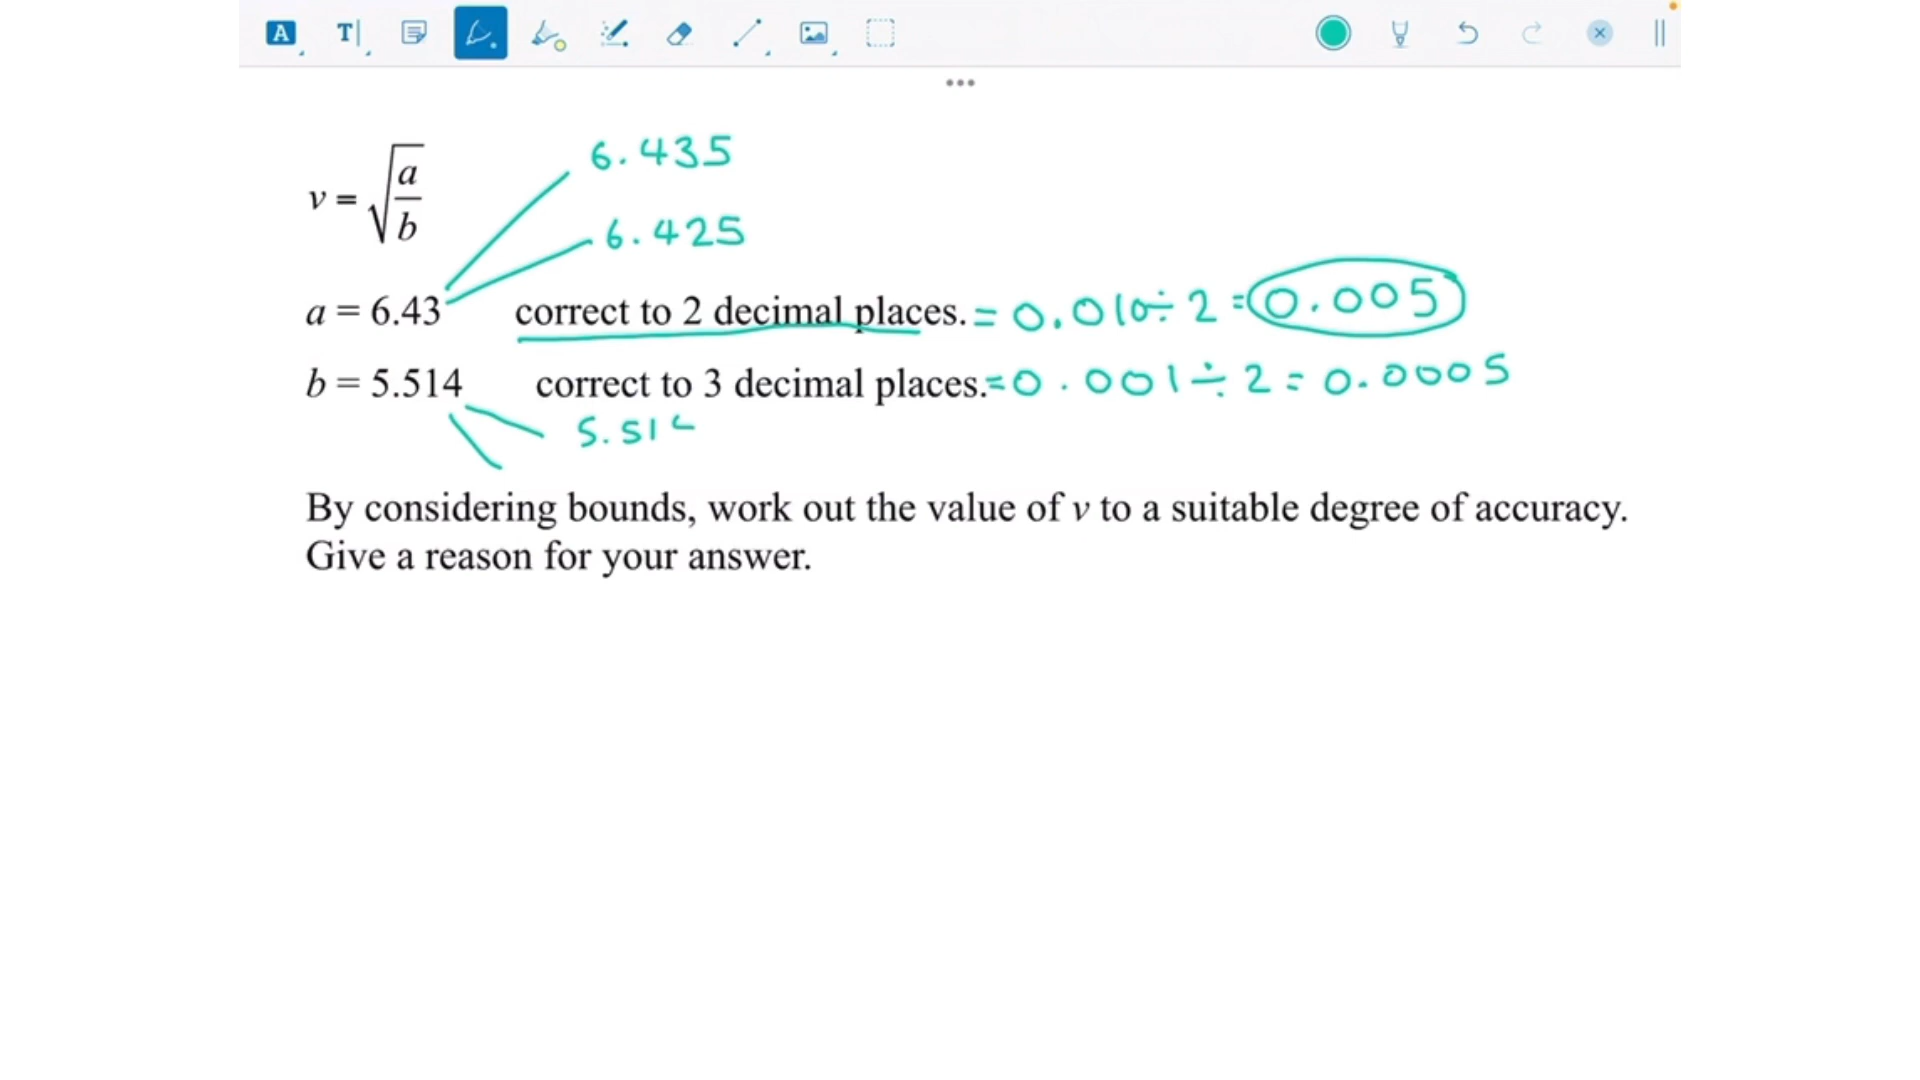 A T|
6.435
v = √a/b
6.425
a = 6.43 correct to 2 decimal places. = 0.010 ÷ 2 = 0.005
b = 5.514 correct to 3 decimal places. = 0.001 ÷ 2 = 0.0005
5.51
By considering bounds, work out the value of v to a suitable degree of accuracy.
Give a reason for your answer.